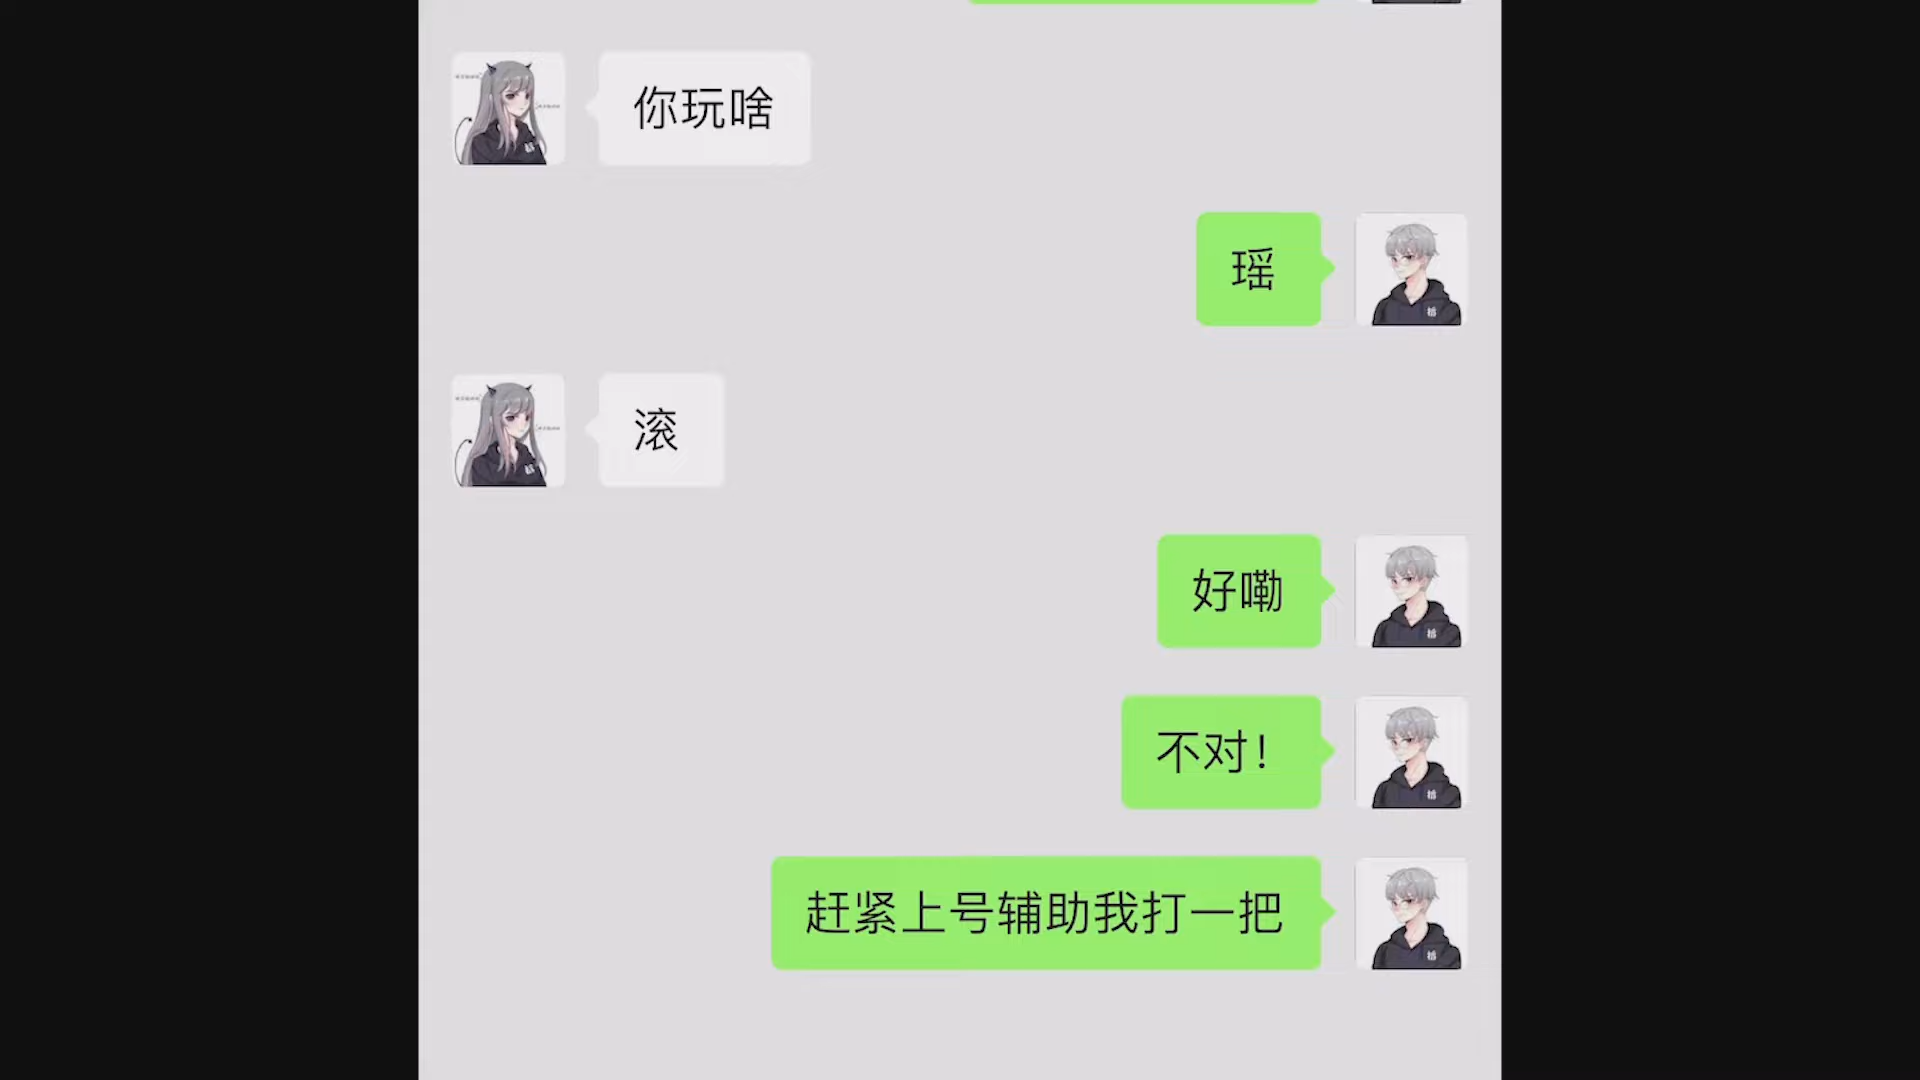 你玩啥
瑶
滚
好嘞
不对！
赶紧上号辅助我打一把